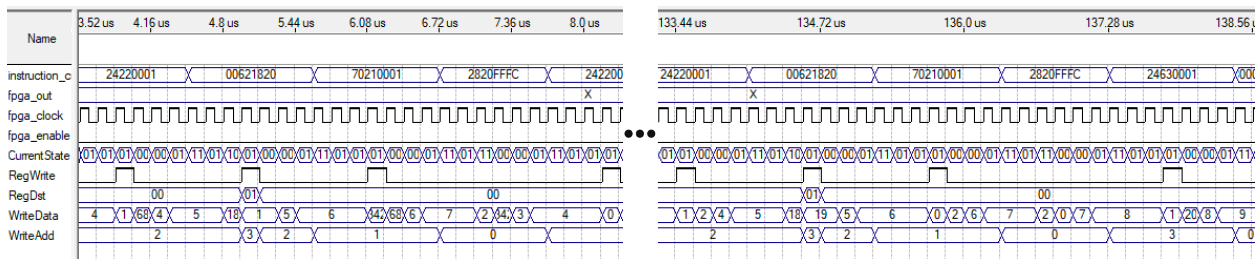 3.52 us 4.16 us 4.8 us 5.44 us 6.08 us 6.72 us 7.36 us 8.0 us 133.44 us 134.72 us 136.0 us 137.28 us 138.56
Name
instruction_c 24220001 00621820 70210001 2820FFFC 242200 24220001 00621820 70210001 2820FFFC 24630001 000
fpga_out X X
fpga_clock
fpga_enable
CurrentState 01 01 01 00 00 01 11 01 10 01 00 00 01 11 01 01 01 00 00 01 11 01 11 00 00 01 11 01 01 01 01 01 00 00 01 11 01 10 01 00 00 01 11 01 01 01 00 00 01 11 01 11 00 00 01 11 01 01 01 00 00 01 11
RegWrite
RegDst 00 01 00 01 00
WriteData 4 1 68 4 5 18 1 5 6 342 68 6 7 2 342 3 4 0 1 2 4 5 18 19 5 6 0 2 6 7 2 0 7 8 1 20 8 9
WriteAdd 2 3 2 1 0 2 3 2 1 0 3 0